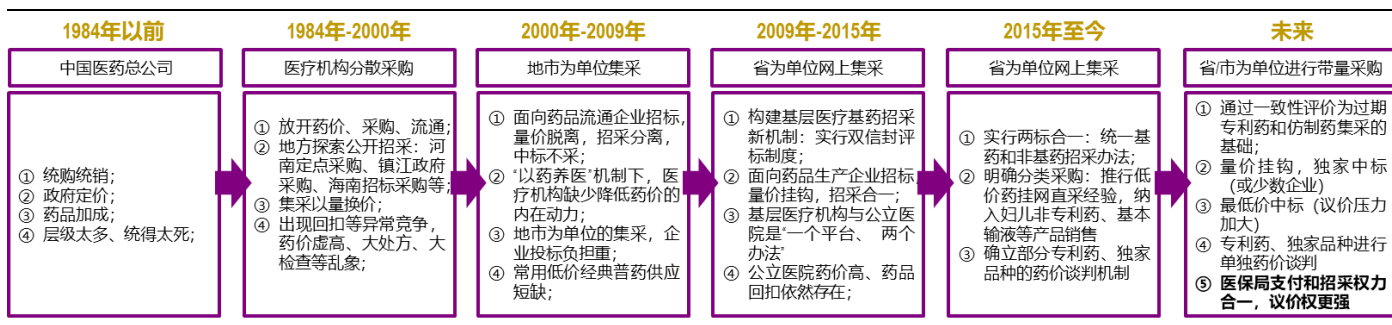 1984年以前
中国医药总公司
① 统购统销；
② 政府定价；
③ 药品加成；
④ 层级太多、统得太死；
1984年-2000年
医疗机构分散采购
① 放开药价、采购、流通；
② 地方探索公开招采：河
南定点采购、镇江政府
采购、海南招标采购等；
③ 集采以量换价；
④ 出现回扣等异常竞争，
药价虚高、大处方、大
检查等乱象；
2000年-2009年
地市为单位集采
① 面向药品流通企业招标，
量价脱离，招采分离，
中标不采；
② “以药养医”机制下，医
疗机构缺少降低药价的
内在动力；
③ 地市为单位的集采，企
业投标负担重；
④ 常用低价经典普药供应
短缺；
2009年-2015年
省为单位网上集采
① 构建基层医疗基药招采
新机制：实行双信封评
标制度；
② 面向药品生产企业招标，
量价挂钩，招采合一；
③ 基层医疗机构与公立医
院是“一个平台、 两个
办法”
④ 公立医院药价高、药品
回扣依然存在；
2015年至今
省为单位网上集采
① 实行两标合一：统一基
药和非基药招采办法；
② 明确分类采购：推行低
价药挂网直采经验，纳
入妇儿非专利药、基本
输液等产品销售
③ 确立部分专利药、独家
品种的药价谈判机制
未来
省/市为单位进行带量采购
① 通过一致性评价为过期
专利药和仿制药集采的
基础；
② 量价挂钩，独家中标
（或少数企业）
③ 最低价中标（议价压力
加大）
④ 专利药、独家品种进行
单独药价谈判
⑤ 医保局支付和招采权力
合一，议价权更强